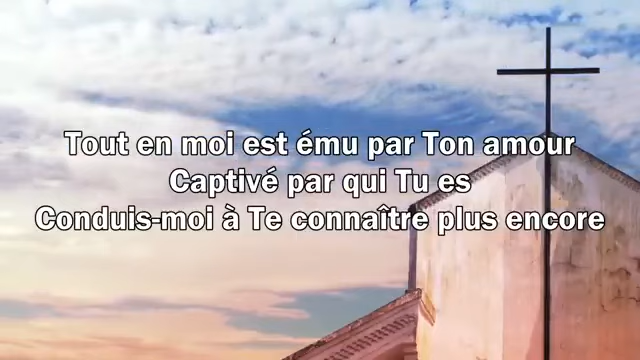 Tout en moi est ému par Ton amour
Captivé par qui Tu es
Conduis-moi à Te connaître plus encore